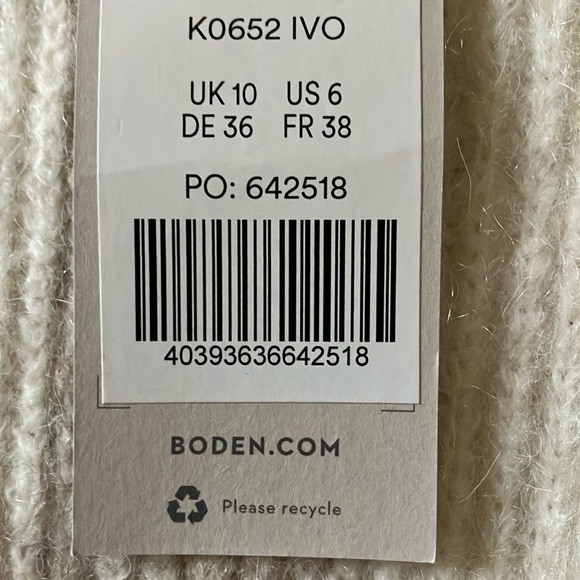 K0652 IVO
UK 10 US 6
DE 36 FR 38
PO: 642518
40393636642518
BODEN.COM
Please recycle